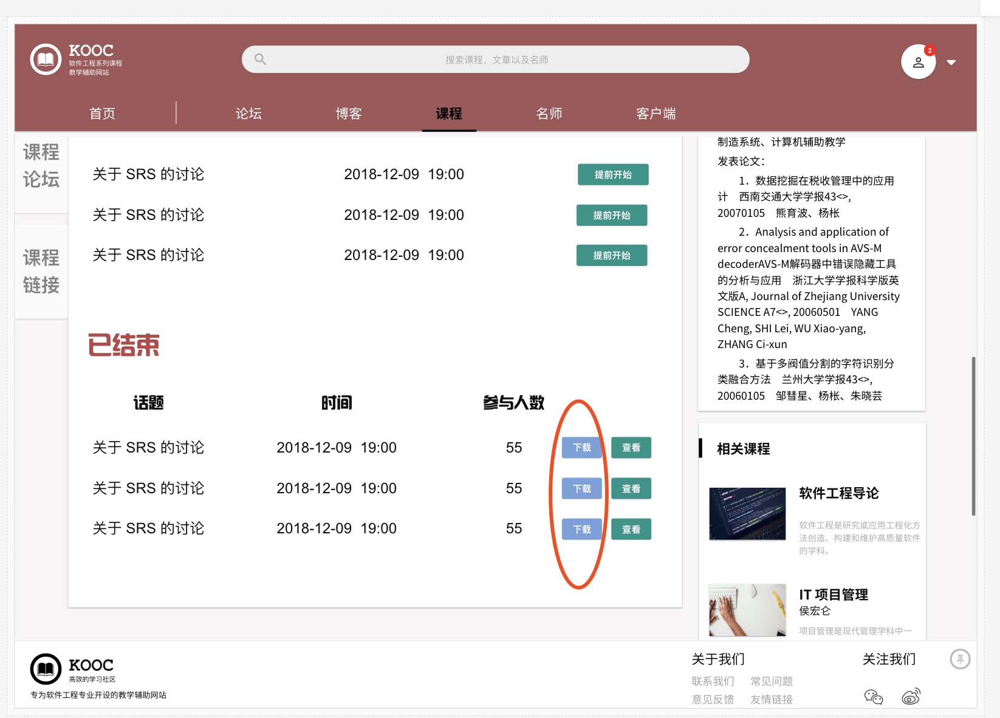 KOOC
软件工程系列课程
教学辅助网站
搜索课程、文章以及名师
2
首页
论坛
博客
课程
名师
客户端
课程
论坛
课程
链接
关于 SRS 的讨论 2018-12-09 19:00 提前开始
关于 SRS 的讨论 2018-12-09 19:00 提前开始
关于 SRS 的讨论 2018-12-09 19:00 提前开始
已结束
话题 时间 参与人数
关于 SRS 的讨论 2018-12-09 19:00 55 下载 查看
关于 SRS 的讨论 2018-12-09 19:00 55 下载 查看
关于 SRS 的讨论 2018-12-09 19:00 55 下载 查看
制造系统、计算机辅助教学
发表论文：
1. 数据挖掘在税收管理中的应用
计 西南交通大学学报43<>,
20070105 熊育波、杨枨
2. Analysis and application of
error concealment tools in AVS-M
decoderAVS-M解码器中错误隐藏工具
的分析与应用 浙江大学学报科学版英
文版A, Journal of Zhejiang University
SCIENCE A7<>, 20060501 YANG
Cheng, SHI Lei, WU Xiao-yang,
ZHANG Ci-xun
3. 基于多阀值分割的字符识别分
类融合方法 兰州大学学报43<>,
20060105 邹彗星、杨枨、朱晓芸
相关课程
软件工程导论
软件工程是研究或应用工程化方
法创造、构建和维护高质量软件
的学科。
IT 项目管理
侯宏仑
项目管理是现代管理学科中一
KOOC
高效的学习社区
专为软件工程专业开设的教学辅助网站
关于我们
联系我们 常见问题
意见反馈 友情链接
关注我们